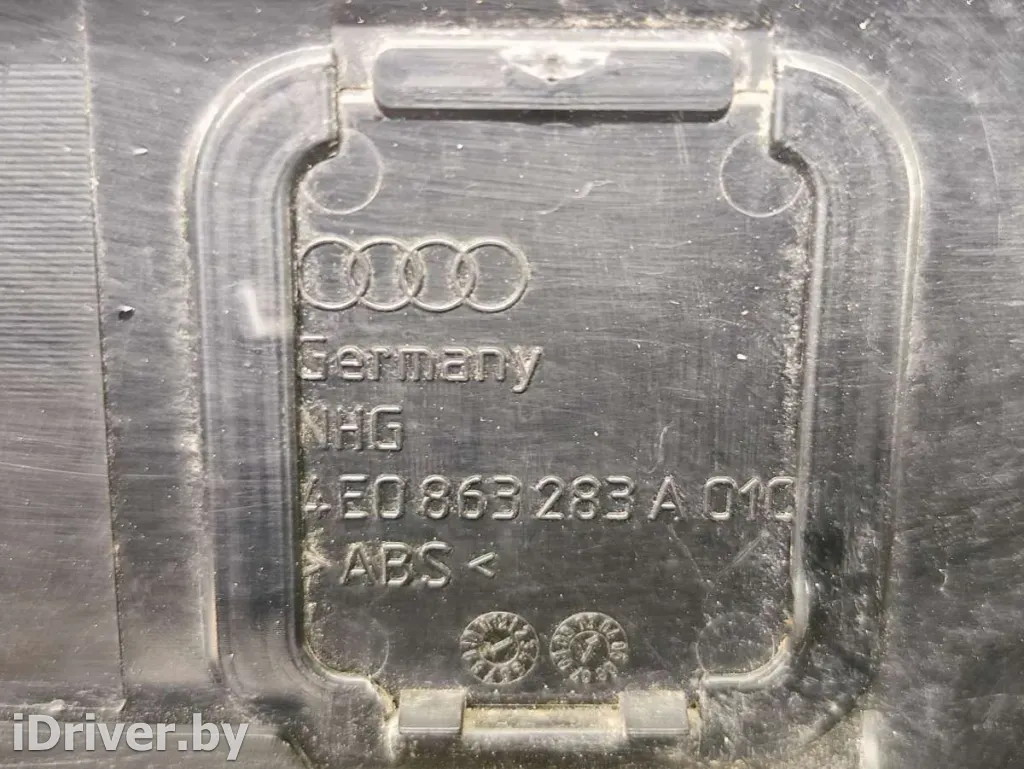 Germany
NHG
4E0 863 283 A 010
>ABS<
iDriver.by